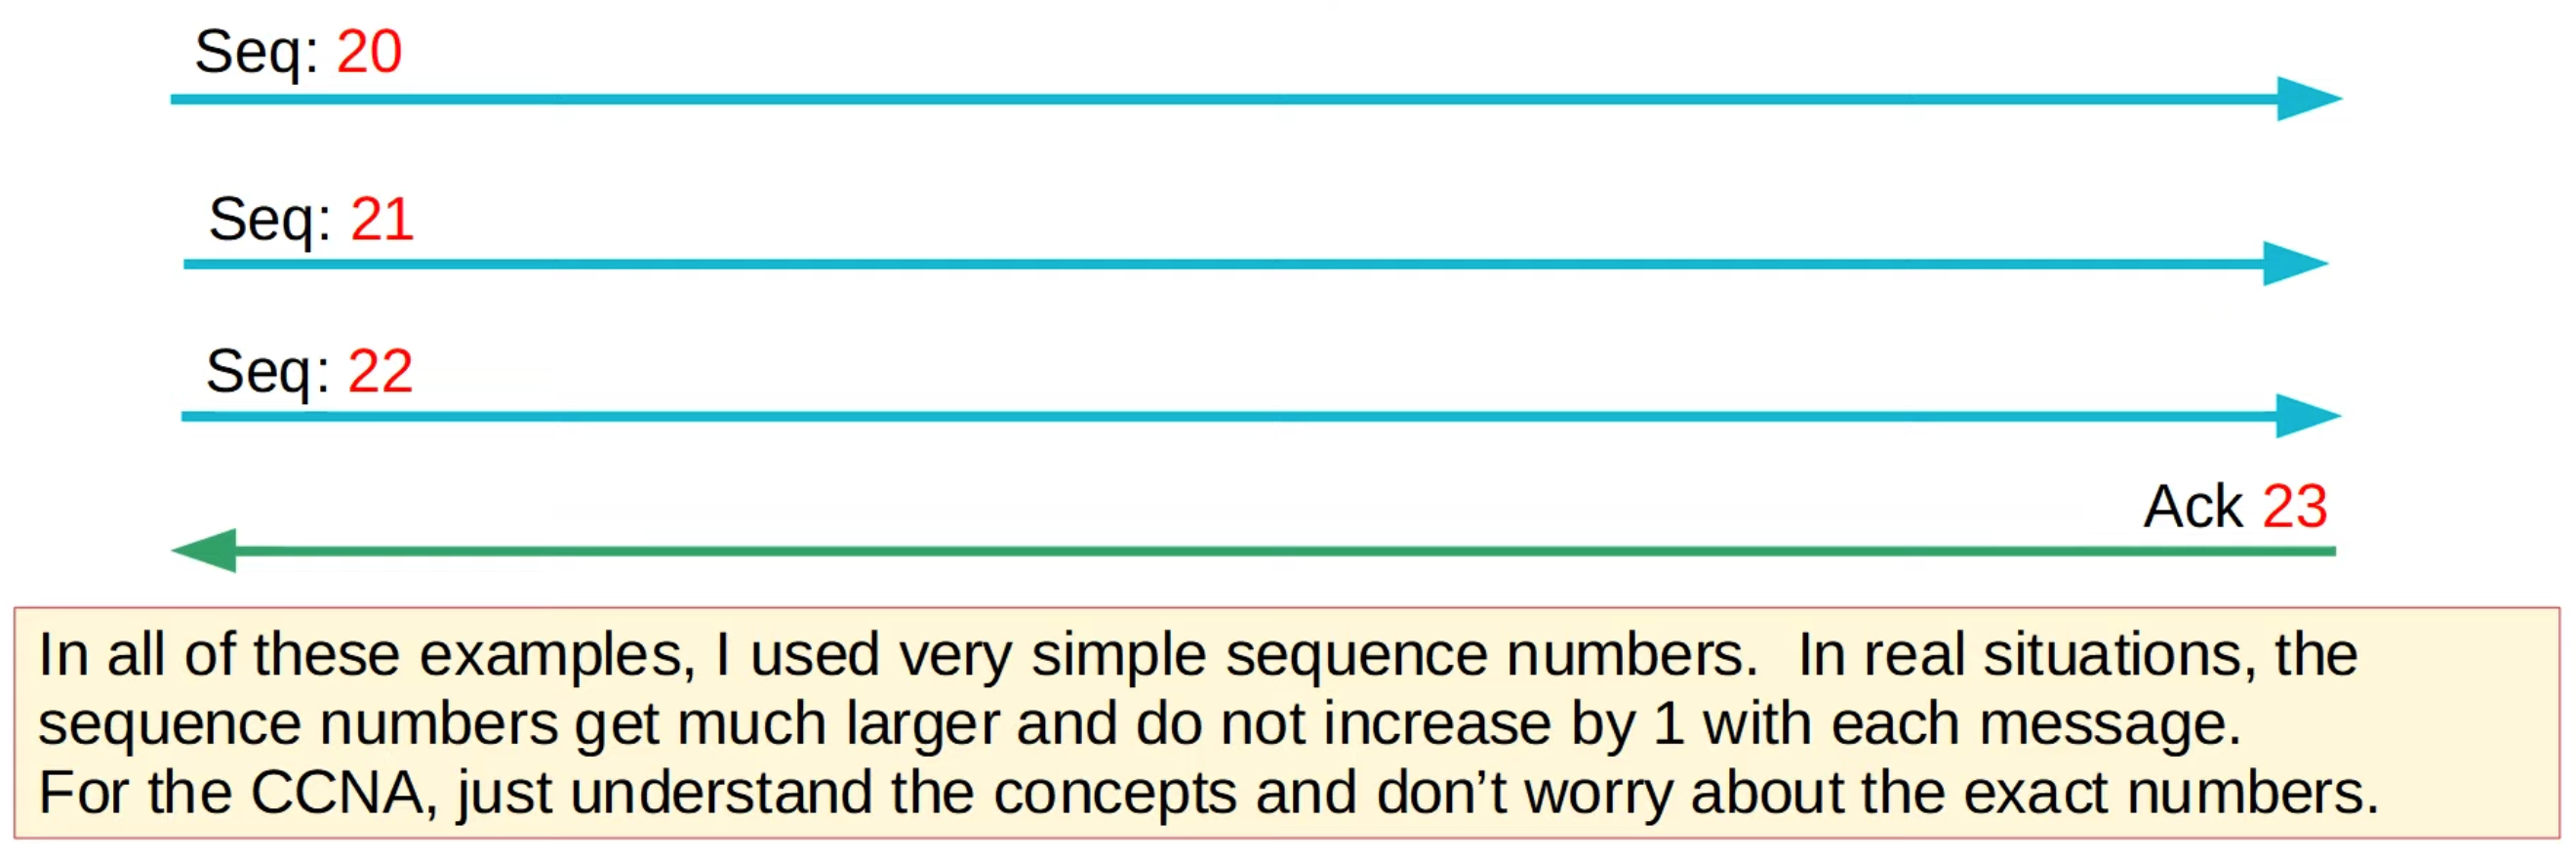 Seq: 20
Seq: 21
Seq: 22
Ack 23
In all of these examples, I used very simple sequence numbers.  In real situations, the
sequence numbers get much larger and do not increase by 1 with each message.
For the CCNA, just understand the concepts and don’t worry about the exact numbers.